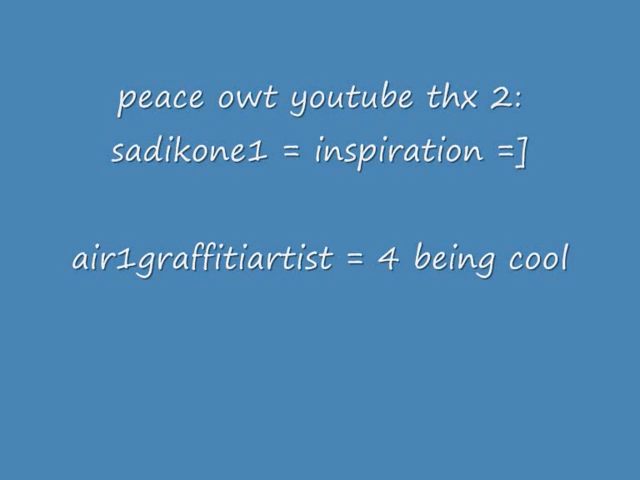 peace owt youtube thx 2:
sadikone1 = inspiration =]
air1graffitiartist = 4 being cool